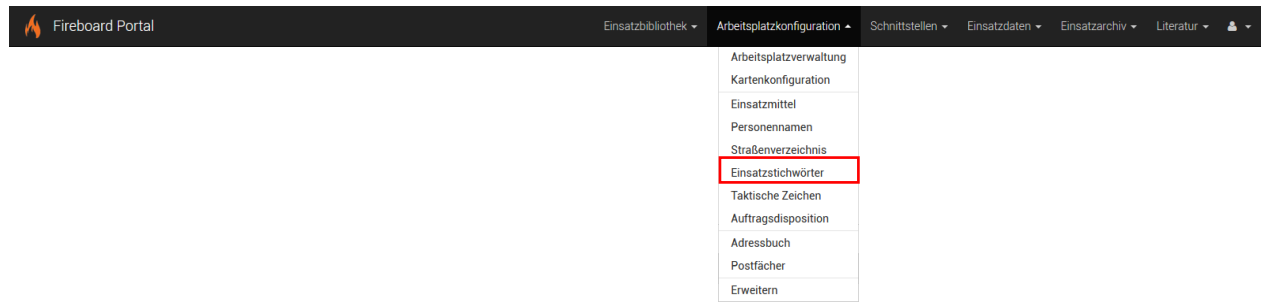 Fireboard Portal Einsatzbibliothek Arbeitsplatzkonfiguration Schnittstellen Einsatzdaten Einsatzarchiv Literatur
Arbeitsplatzverwaltung
Kartenkonfiguration
Einsatzmittel
Personennamen
Straßenverzeichnis
Einsatzstichwörter
Taktische Zeichen
Auftragsdisposition
Adressbuch
Postfächer
Erweitern